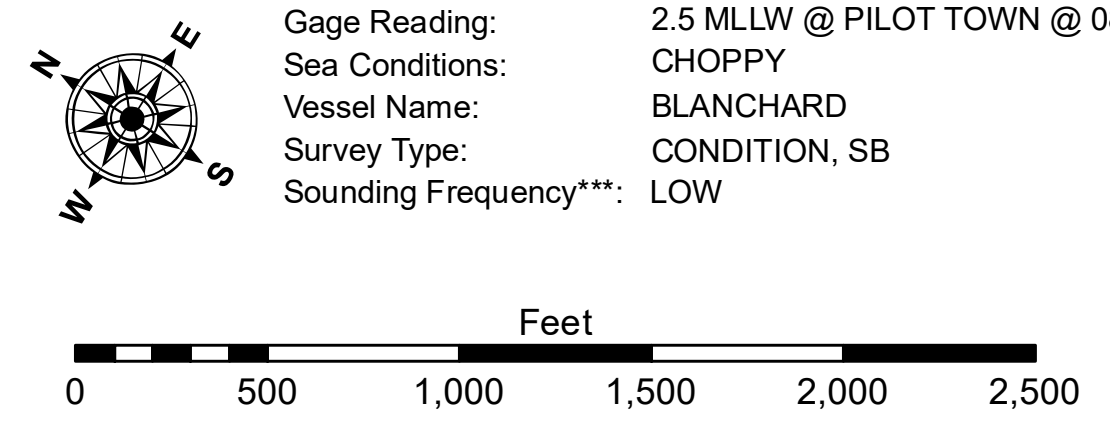 N
E
S
W
Gage Reading: 2.5 MLLW @ PILOT TOWN @
Sea Conditions: CHOPPY
Vessel Name: BLANCHARD
Survey Type: CONDITION, SB
Sounding Frequency***: LOW
Feet
0 500 1,000 1,500 2,000 2,500